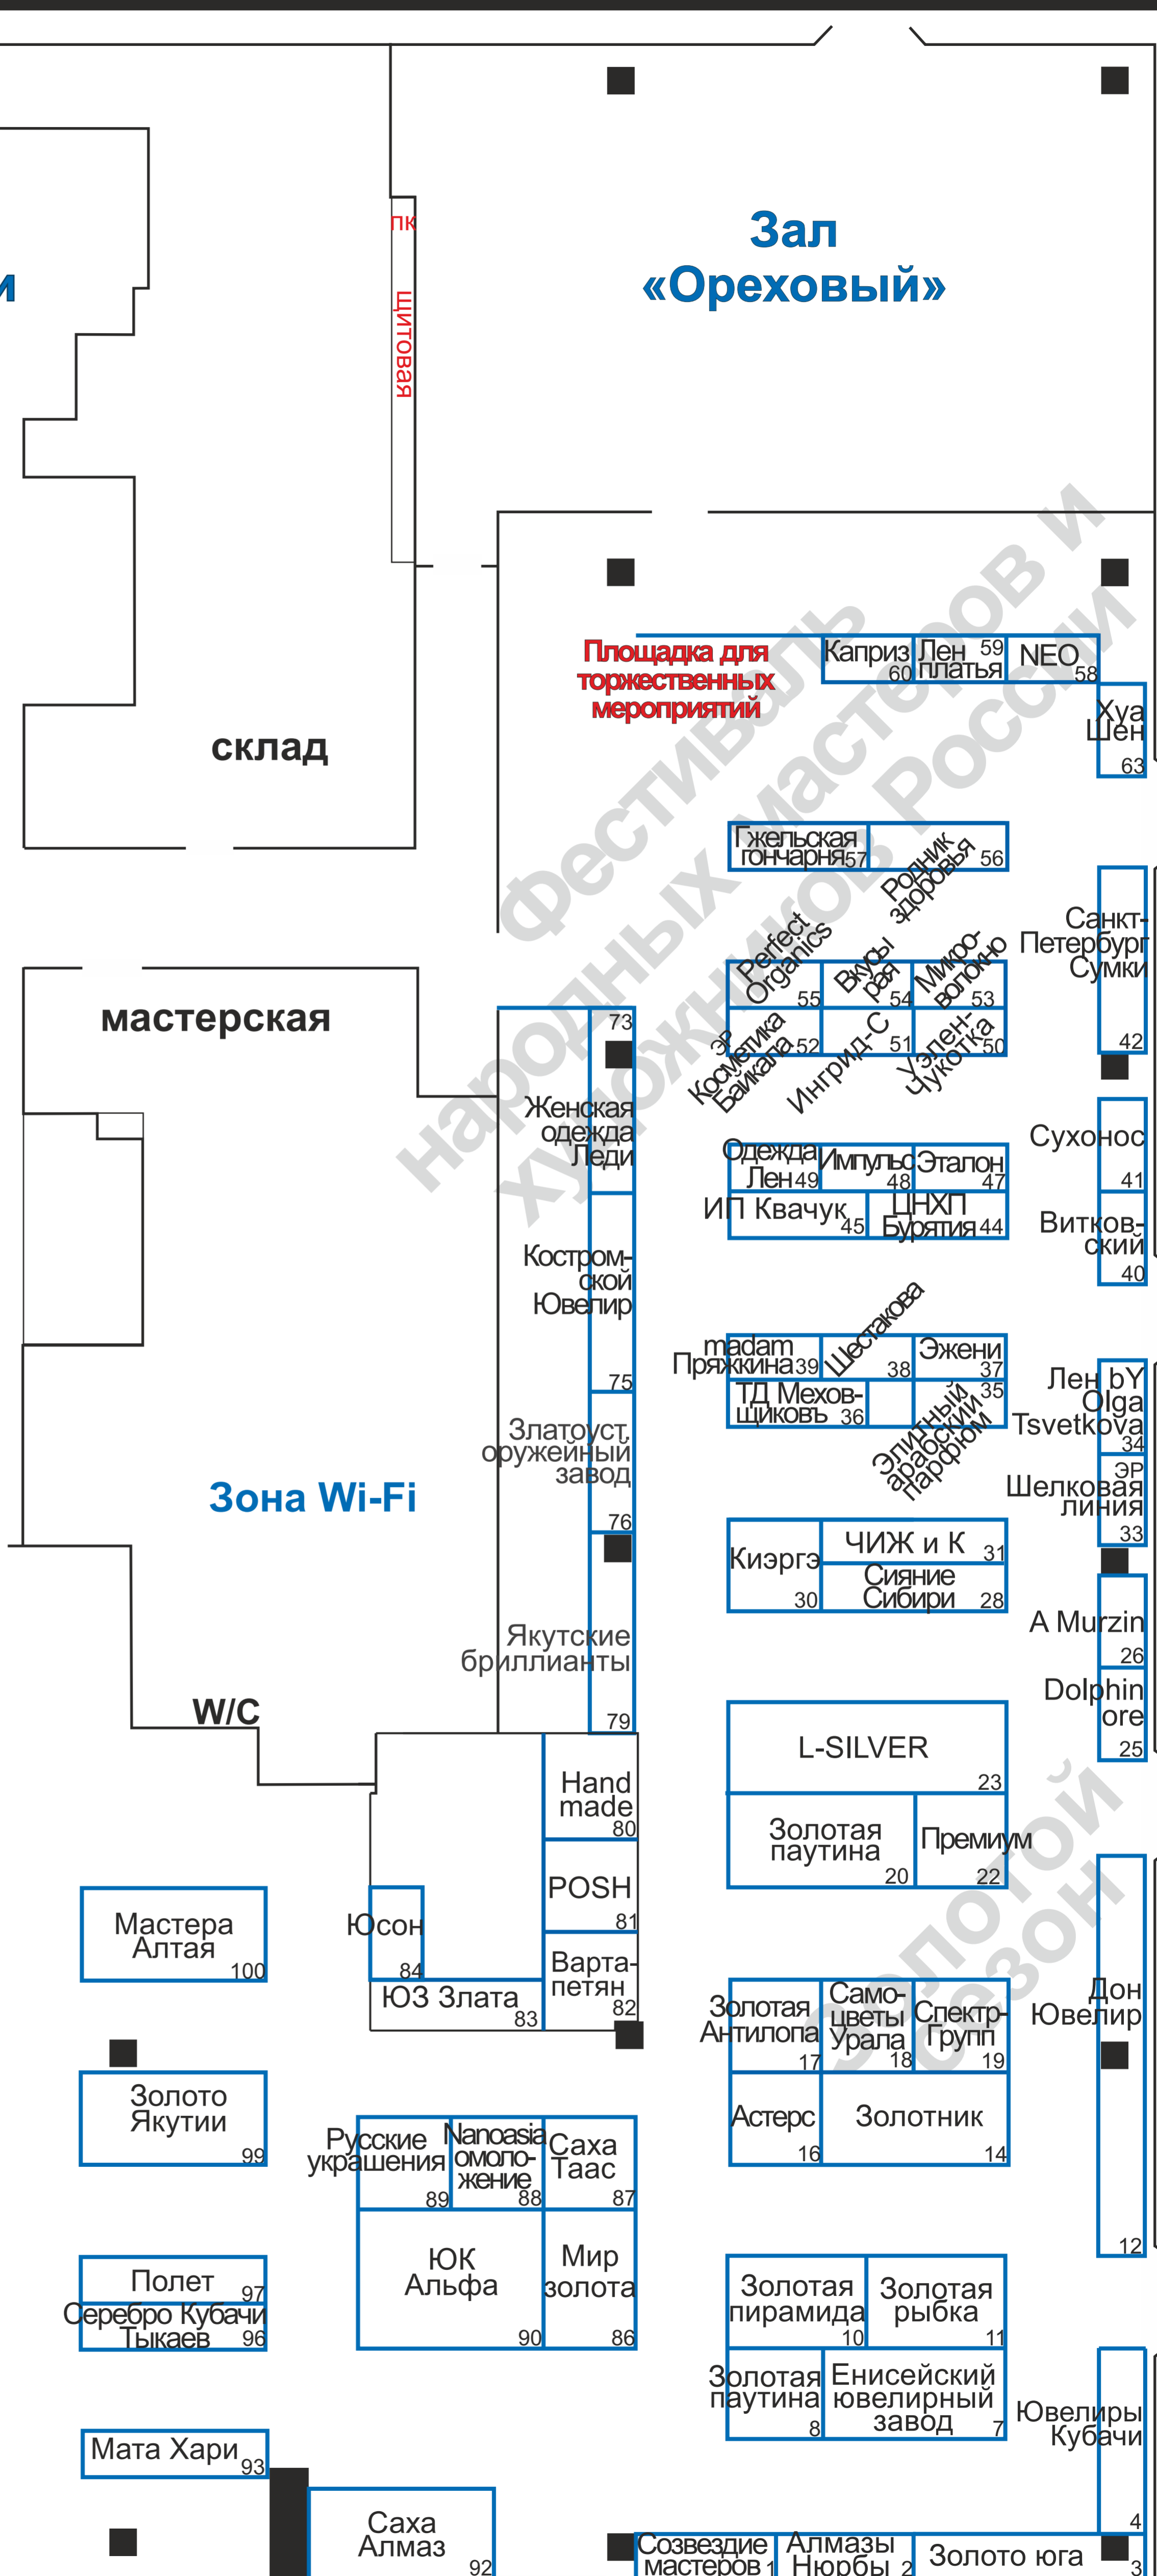 и
Зал
«Ореховый»
пк
щитовая
Фестиваль
народных мастеров и
художников России
Площадка для
торжественных
мероприятий
Каприз
60
Лен
платья
59
NEO
58
Хуа
Шен
63
склад
Гжельская
гончарня
57
Родник
здоровья
56
Санкт-
Петербург
Сумки
42
Perfect
Organics
55
Вкусы
рая
54
Микро-
волокно
53
ЭР
Косметика
Байкала
52
Ингрид-С
51
Уэлен-
Чукотка
50
мастерская
73
Женская
одежда
Леди
Сухонос
41
Одежда
Лен
49
Импульс
48
Эталон
47
ИП Квачук
45
ЦНХП
Бурятия
44
Витков-
ский
40
Костром-
ской
Ювелир
75
madam
Пряжкина
39
Шестакова
38
Эжени
37
ТД Мехов-
щиковъ
36
Элитный
арабский
парфюм
35
Лен bY
Olga
Tsvetkova
34
ЭР
Шелковая
линия
33
Златоуст.
оружейный
завод
76
Зона Wi-Fi
Киэргэ
30
ЧИЖ и К
31
Сияние
Сибири
28
A Murzin
26
Якутские
бриллианты
79
Dolphin
ore
25
W/C
L-SILVER
23
Hand
made
80
Золотая
паутина
20
Премиум
22
Золотой
сезон
POSH
81
Мастера
Алтая
100
Юсон
84
Варта-
петян
82
ЮЗ Злата
83
Дон
Ювелир
12
Золотая
Антилопа
17
Само-
цветы
Урала
18
Спектр-
Групп
19
Астерс
16
Золотник
14
Золото
Якутии
99
Русские
украшения
89
Nanoasia
омоло-
жение
88
Саха
Таас
87
ЮК
Альфа
90
Мир
золота
86
Полет
97
Серебро Кубачи
Тыкаев
96
Золотая
пирамида
10
Золотая
рыбка
11
Золотая
паутина
8
Енисейский
ювелирный
завод
7
Ювелиры
Кубачи
4
Мата Хари
93
Саха
Алмаз
92
Созвездие
мастеров
1
Алмазы
Нюрбы
2
Золото юга
3